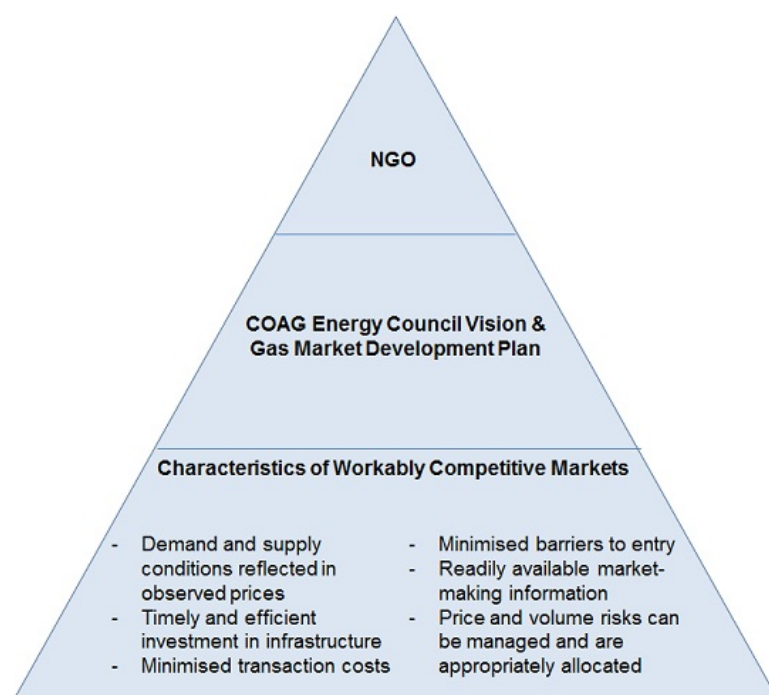 NGO
COAG Energy Council Vision &
Gas Market Development Plan
Characteristics of Workably Competitive Markets
- Demand and supply
conditions reflected in
observed prices
- Timely and efficient
investment in infrastructure
- Minimised transaction costs
- Minimised barriers to entry
- Readily available market-
making information
- Price and volume risks can
be managed and are
appropriately allocated